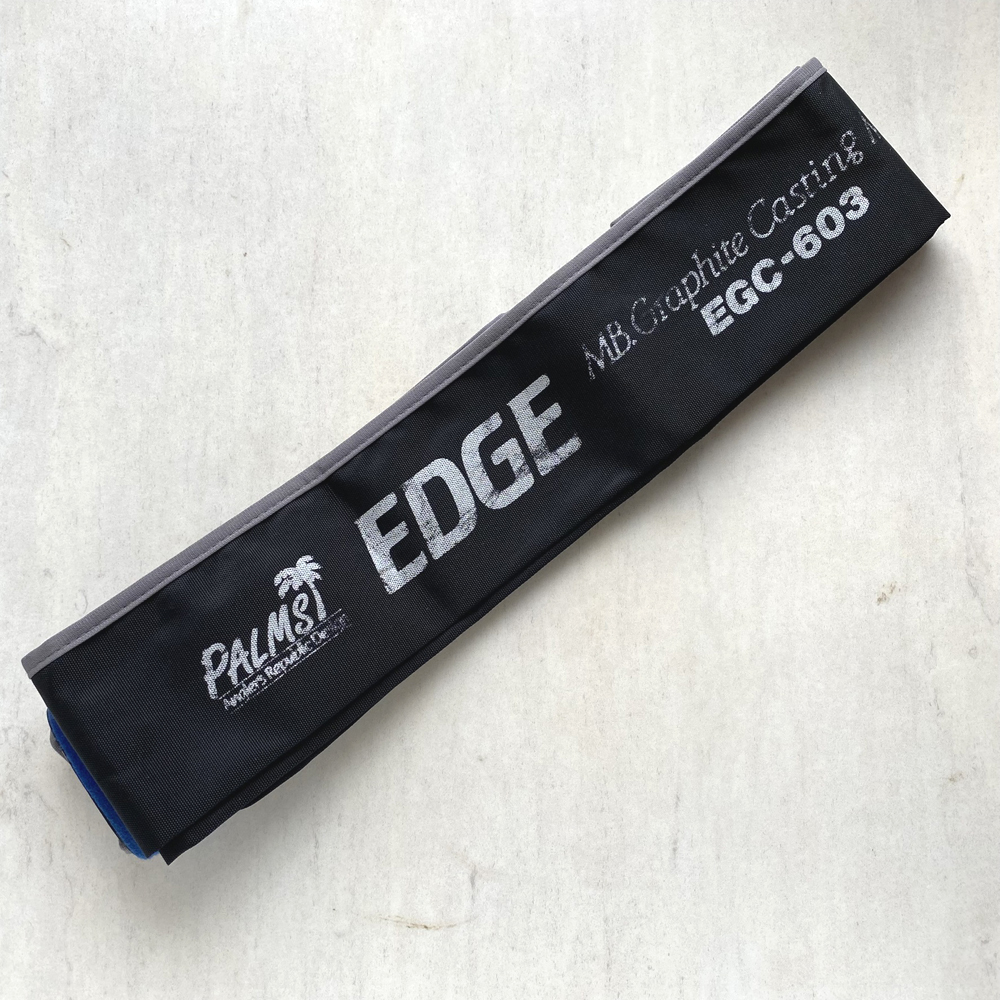 PALMS
Anglers Republic Design
EDGE
MB.Graphite Casting
EGC-603